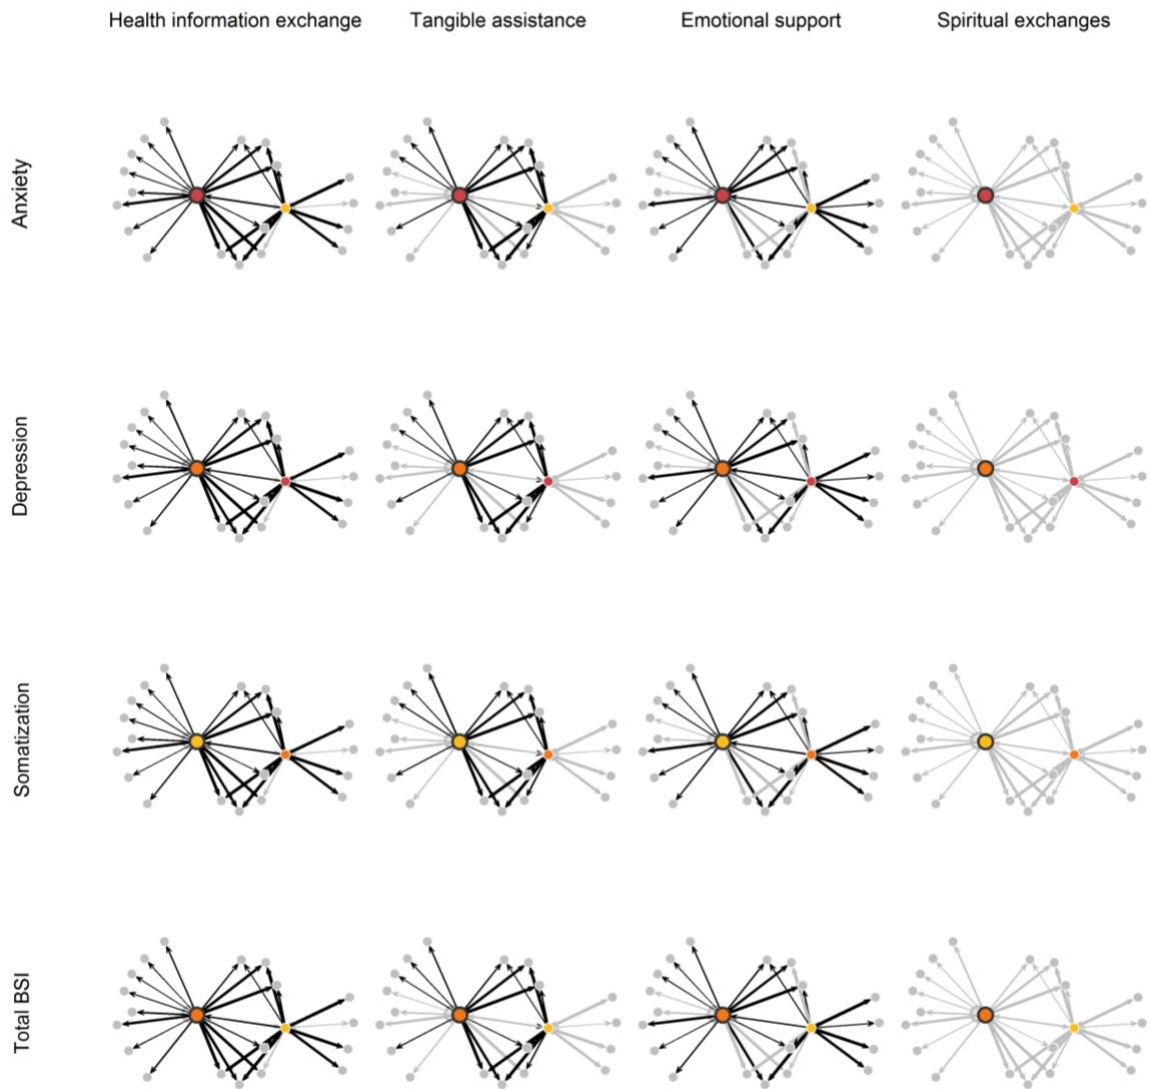 Health information exchange
Tangible assistance
Emotional support
Spiritual exchanges
Anxiety
Depression
Somatization
Total BSI